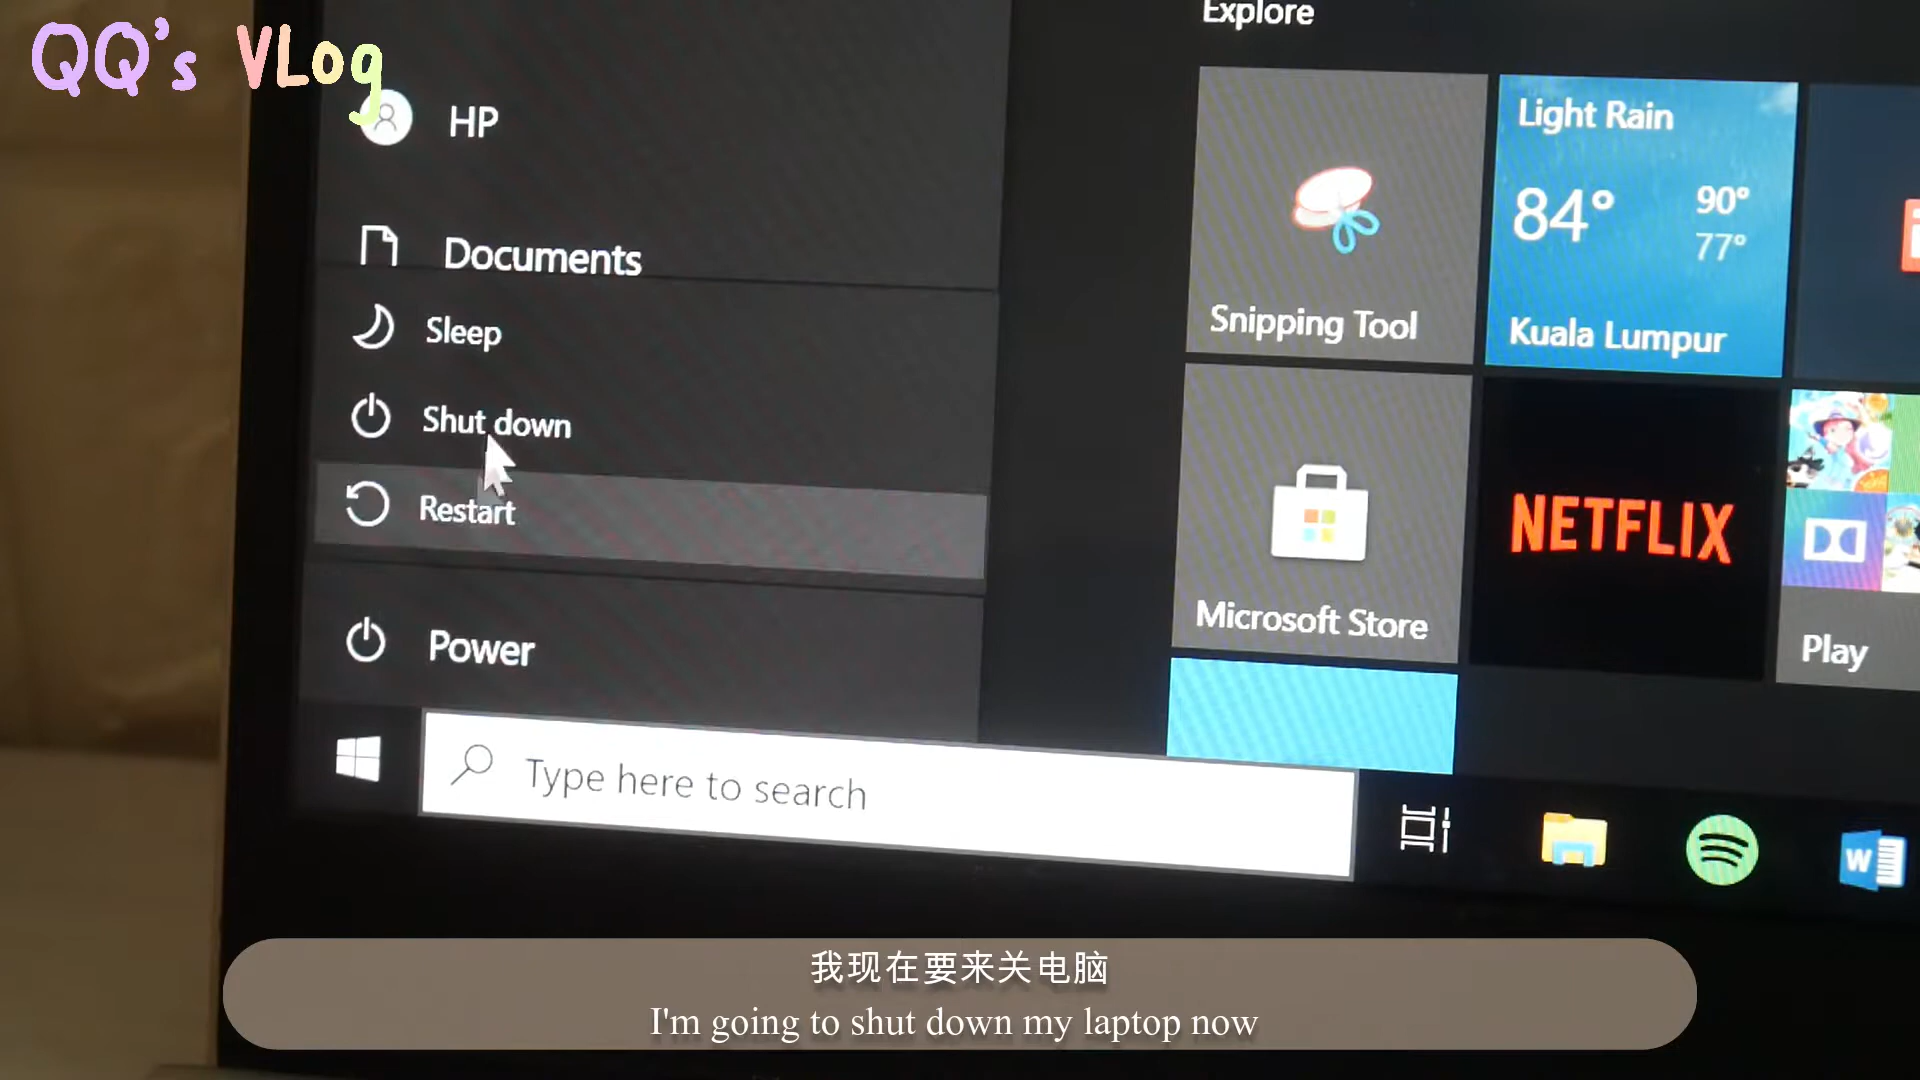 QQ's VLog
HP
Documents
Sleep
Shut down
Restart
Power
Type here to search
Explore
Snipping Tool
Light Rain
84° 90°
77°
Kuala Lumpur
Microsoft Store
NETFLIX
Play
W
我现在要来关电脑
I'm going to shut down my laptop now